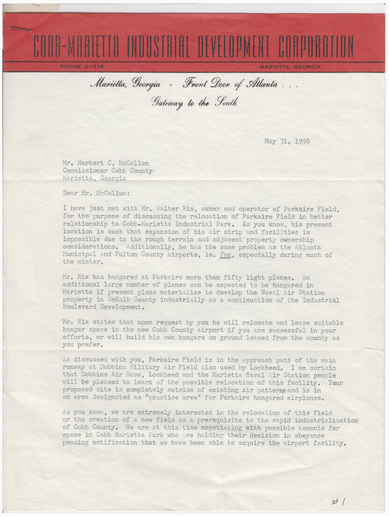 COBB-MARIETTA INDUSTRIAL DEVELOPMENT CORPORATION
PHONE 8-1578 MARIETTA, GEORGIA
Marietta, Georgia - Front Door of Atlanta . . .
Gateway to the South
May 31, 1956
Mr. Herbert C. McCollum
Commissioner Cobb County
Marietta, Georgia
Dear Mr. McCollum:
I have just met with Mr. Walter Nix, owner and operator of Parkaire Field,
for the purpose of discussing the relocation of Parkaire Field in better
relationship to Cobb-Marietta Industrial Park. As you know, his present
location is such that expansion of his air strip and facilities is
impossible due to the rough terrain and adjacent property ownership
considerations. Additionally, he has the same problem as the Atlanta
Municipal and Fulton County airports, ie. fog, especially during much of
the winter.
Mr. Nix has hangared at Parkaire more than fifty light planes. An
additional large number of planes can be expected to be hangared in
Marietta if present plans materialize to develop the Naval Air Station
property in DeKalb County industrially as a continuation of the Industrial
Boulevard Development.
Mr. Nix states that upon request by you he will relocate and lease suitable
hangar space in the new Cobb County airport if you are successful in your
efforts, or will build his own hangars on ground leased from the county as
you prefer.
As discussed with you, Parkaire Field is in the approach path of the main
runway at Dobbins Military Air Field also used by Lockheed. I am certain
that Dobbins Air Base, Lockheed and the Marietta Naval Air Station people
will be pleased to learn of the possible relocation of this facility. Your
proposed site is completely outside of existing air patterns and is in
an area designated as "practice area" for Parkaire hangared airplanes.
As you know, we are extremely interested in the relocation of this field
or the creation of a new field as a prerequisite to the rapid industrialization
of Cobb County. We are at this time negotiating with possible tenants for
space in Cobb Marietta Park who are holding their decision in abeyance
pending notification that we have been able to acquire the airport facility.
#1